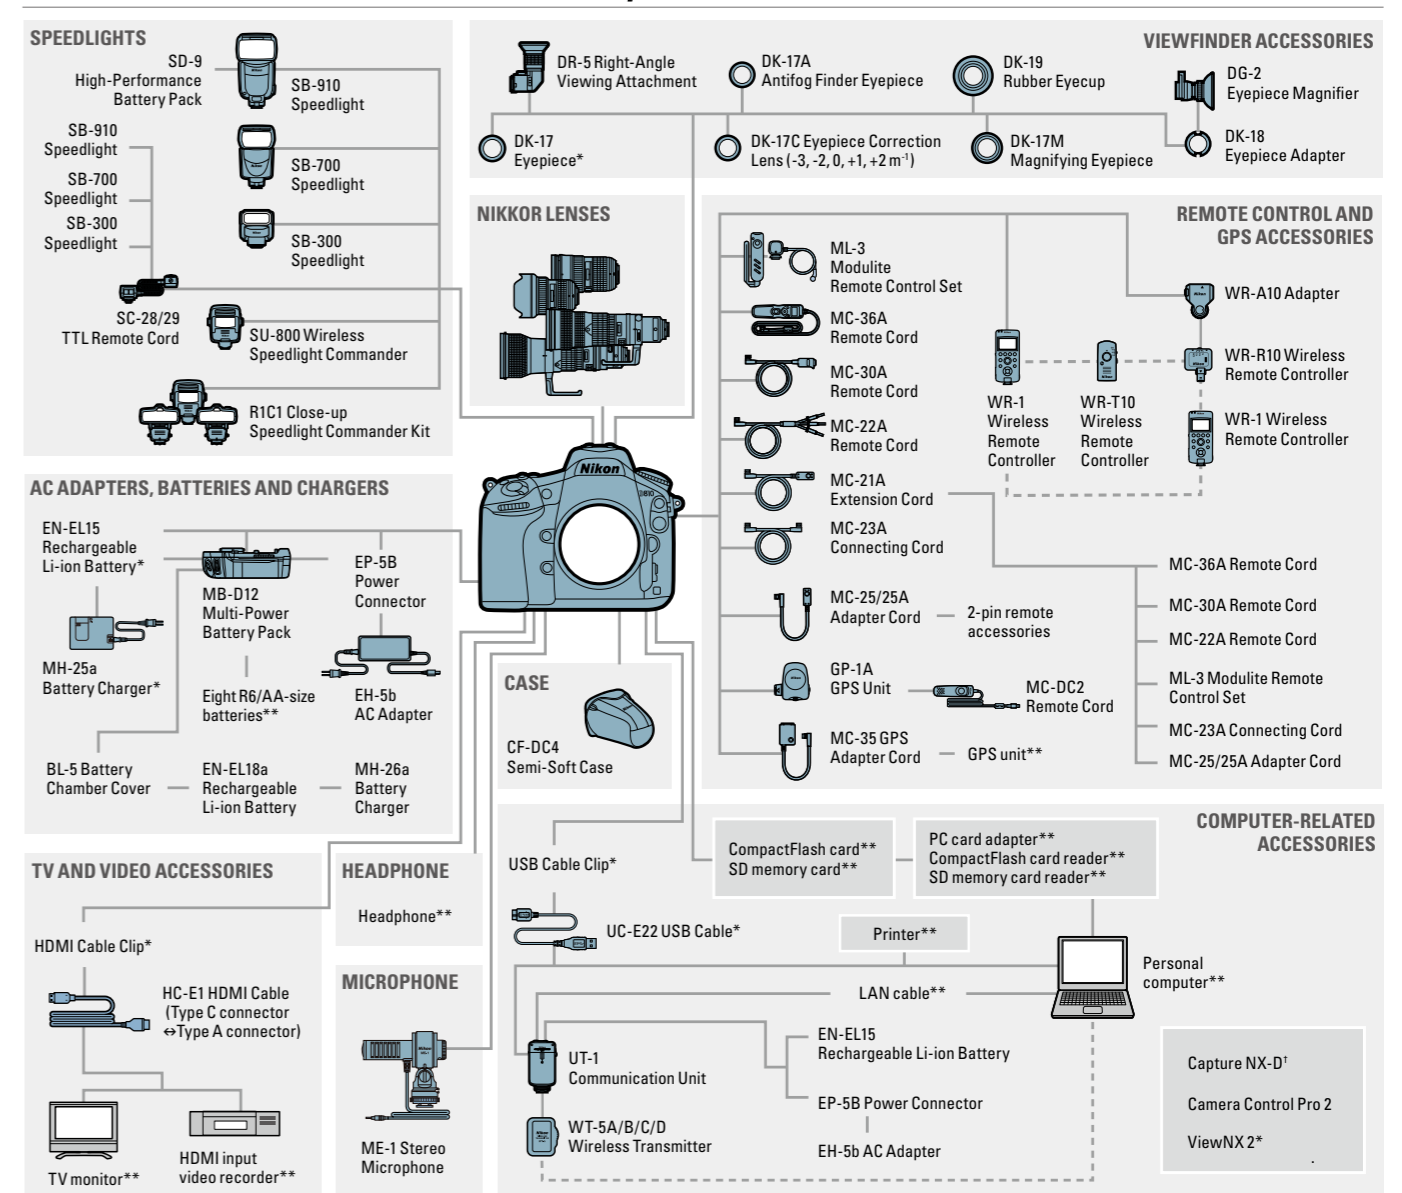 SPEEDLIGHTS
SD-9
High-Performance
Battery Pack
SB-910
Speedlight
SB-910
Speedlight
SB-700
Speedlight
SB-700
Speedlight
SB-300
Speedlight
SB-300
Speedlight
SC-28/29
TTL Remote Cord
SU-800 Wireless
Speedlight Commander
R1C1 Close-up
Speedlight Commander Kit
VIEWFINDER ACCESSORIES
DR-5 Right-Angle
Viewing Attachment
DK-17A
Antifog Finder Eyepiece
DK-19
Rubber Eyecup
DG-2
Eyepiece Magnifier
DK-17
Eyepiece*
DK-17C Eyepiece Correction
Lens (-3, -2, 0, +1, +2 m-1)
DK-17M
Magnifying Eyepiece
DK-18
Eyepiece Adapter
NIKKOR LENSES
Nikon
D810
REMOTE CONTROL AND
GPS ACCESSORIES
ML-3
Modulite
Remote Control Set
MC-36A
Remote Cord
MC-30A
Remote Cord
MC-22A
Remote Cord
MC-21A
Extension Cord
MC-23A
Connecting Cord
MC-25/25A
Adapter Cord
2-pin remote
accessories
GP-1A
GPS Unit
MC-DC2
Remote Cord
MC-35 GPS
Adapter Cord
GPS unit**
WR-A10 Adapter
WR-R10 Wireless
Remote Controller
WR-1
Wireless
Remote
Controller
WR-T10
Wireless
Remote
Controller
WR-1 Wireless
Remote Controller
MC-36A Remote Cord
MC-30A Remote Cord
MC-22A Remote Cord
ML-3 Modulite Remote
Control Set
MC-23A Connecting Cord
MC-25/25A Adapter Cord
AC ADAPTERS, BATTERIES AND CHARGERS
EN-EL15
Rechargeable
Li-ion Battery*
MB-D12
Multi-Power
Battery Pack
EP-5B
Power
Connector
MH-25a
Battery Charger*
Eight R6/AA-size
batteries**
EH-5b
AC Adapter
BL-5 Battery
Chamber Cover
EN-EL18a
Rechargeable
Li-ion Battery
MH-26a
Battery
Charger
CASE
CF-DC4
Semi-Soft Case
TV AND VIDEO ACCESSORIES
HDMI Cable Clip*
HC-E1 HDMI Cable
(Type C connector
↔Type A connector)
TV monitor**
HDMI input
video recorder**
HEADPHONE
Headphone**
MICROPHONE
ME-1 Stereo
Microphone
COMPUTER-RELATED
ACCESSORIES
USB Cable Clip*
CompactFlash card**
SD memory card**
PC card adapter**
CompactFlash card reader**
SD memory card reader**
UC-E22 USB Cable*
Printer**
Personal
computer**
LAN cable**
UT-1
Communication Unit
EN-EL15
Rechargeable Li-ion Battery
EP-5B Power Connector
WT-5A/B/C/D
Wireless Transmitter
EH-5b AC Adapter
Capture NX-D†
Camera Control Pro 2
ViewNX 2*